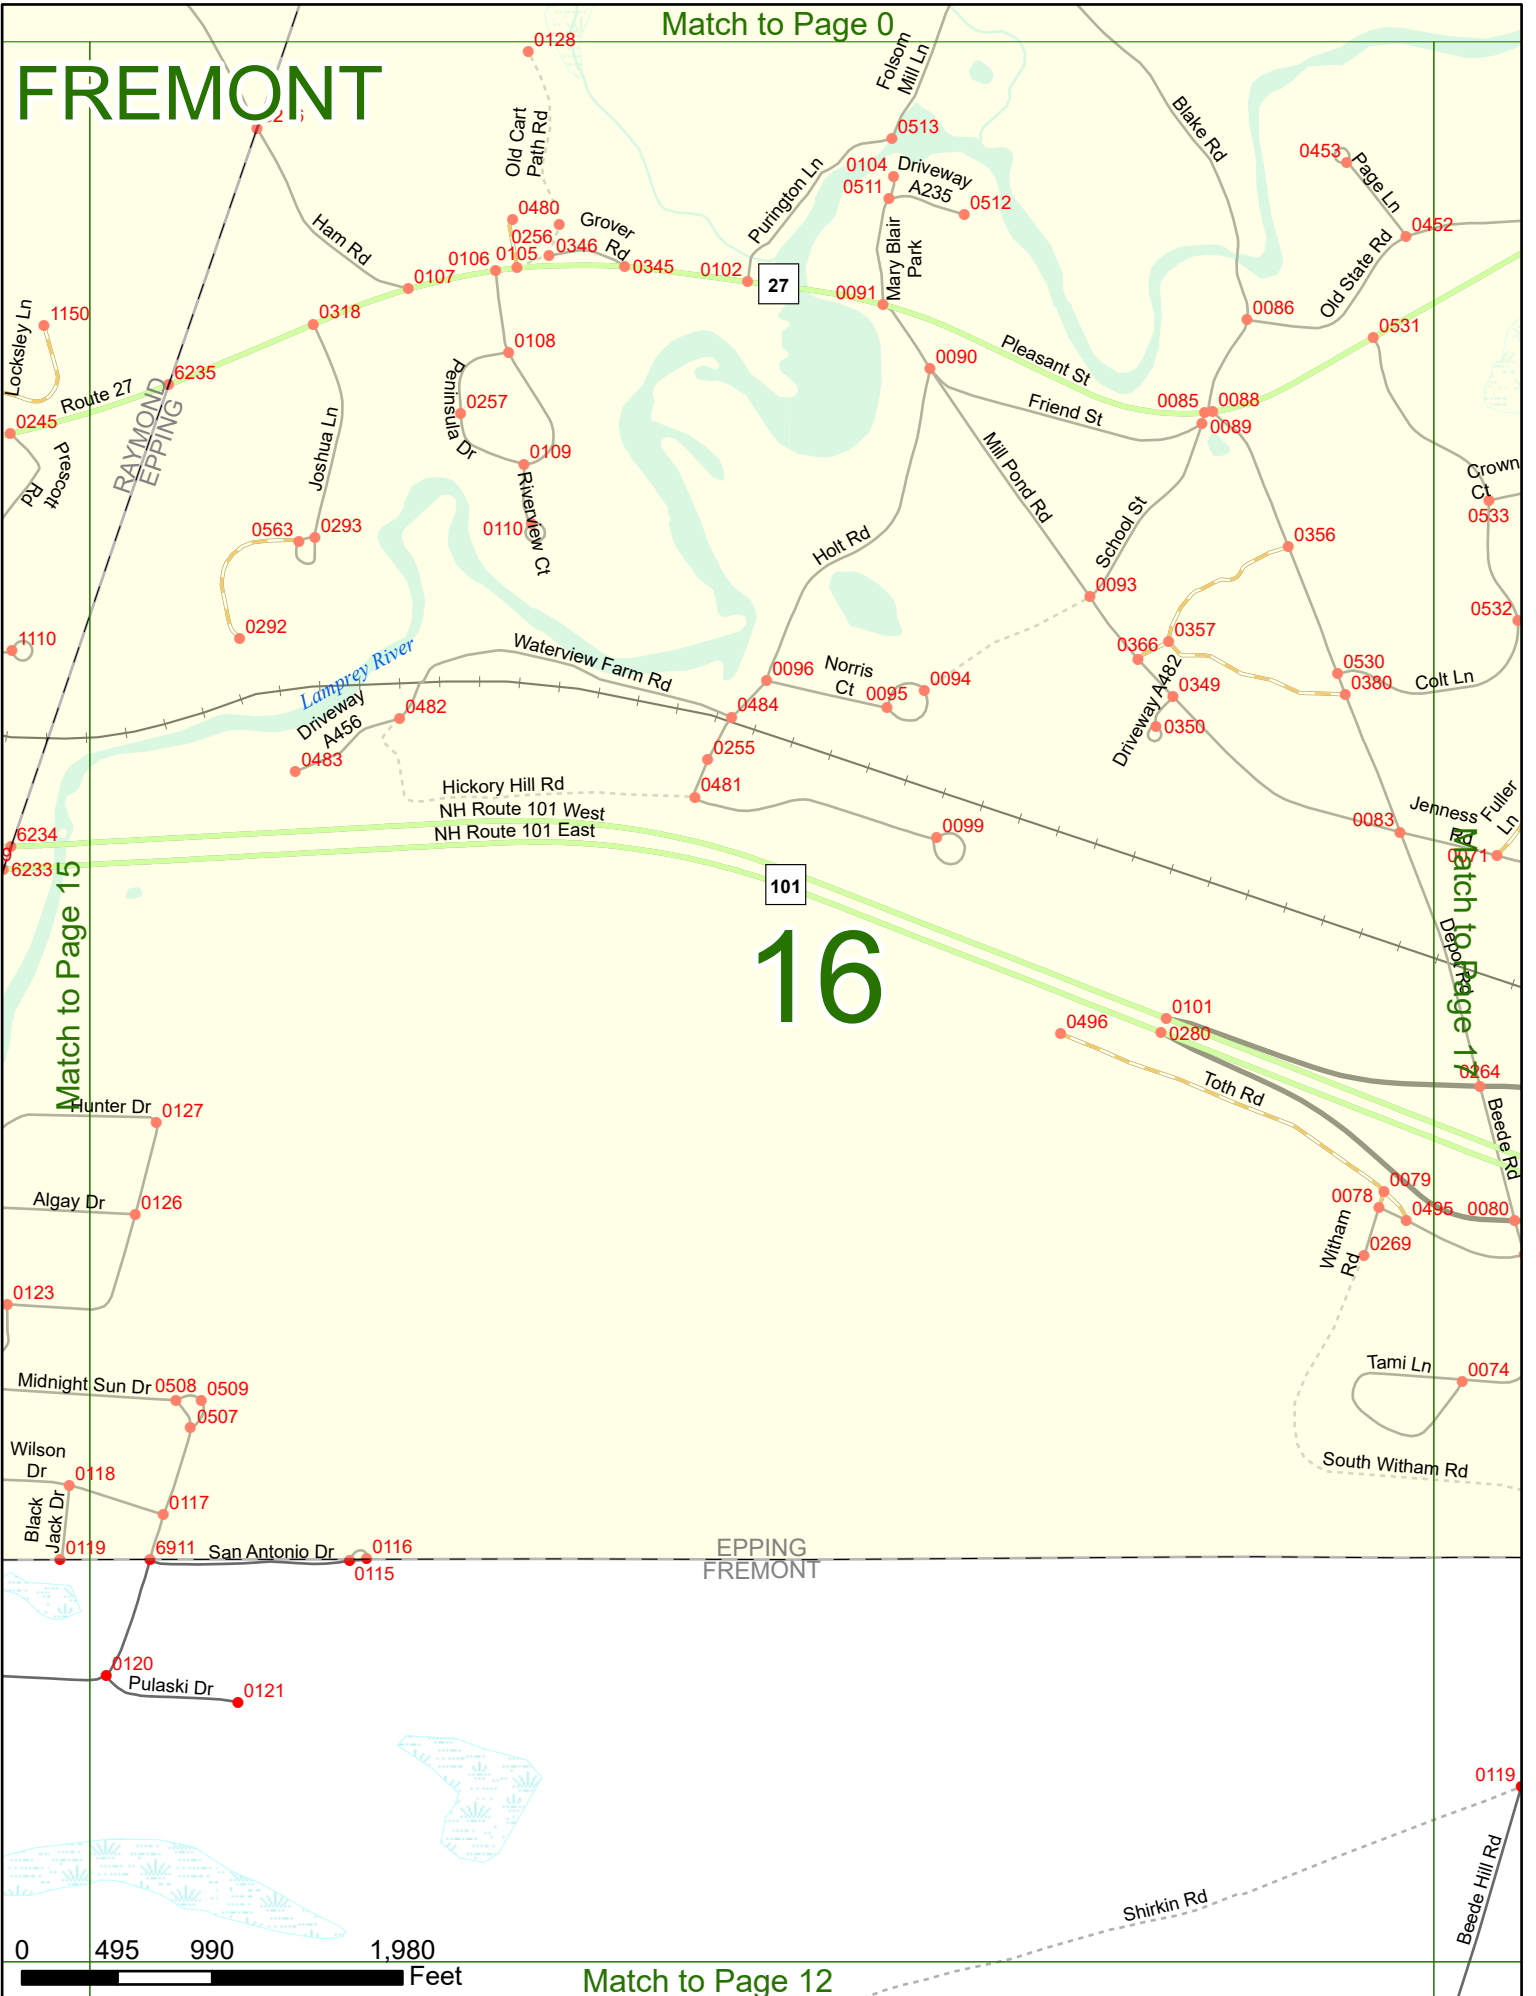 Match to Page 0
FREMONT
0128
Folsom
Mill Ln
Old Cart
Path Rd
Blake Rd
0513
0104
Driveway
A235
0511
0512
0453
Page Ln
0452
Purington Ln
Mary Blair
Park
Ham Rd
0480
0256
Grover
Rd
0346
0106
0105
0345
0102
27
0107
0091
Old State Rd
0086
0531
Locksley Ln
1150
0318
0108
6235
Route 27
0245
RAYMOND
EPPING
Prescott
Rd
Joshua Ln
Peninsula Dr
0257
0109
Riverview Ct
0110
0090
Pleasant St
Friend St
0085
0088
0089
Mill Pond Rd
School St
Holt Rd
Crown
Ct
0533
0563
0293
0292
0356
0093
0532
1110
Lamprey River
Waterview Farm Rd
0096
Norris
Ct
0095
0094
0366
0357
Driveway A482
0349
0350
0530
0380
Colt Ln
Driveway
A456
0482
0483
0484
0255
0481
Hickory Hill Rd
NH Route 101 West
NH Route 101 East
0099
0083
Jenness
Rd
Fuller
Ln
0071
6234
6233
Match to Page 15
101
16
Depot Rd
Match to Page 17
0101
0280
0496
Toth Rd
0264
Beede Rd
Hunter Dr
0127
Algay Dr
0126
0079
0078
0495
0080
Witham
Rd
0269
0123
Midnight Sun Dr
0508
0509
0507
Tami Ln
0074
Wilson
Dr
0118
Black
Jack Dr
0117
South Witham Rd
0119
6911
San Antonio Dr
0116
0115
EPPING
FREMONT
0120
Pulaski Dr
0121
0119
Beede Hill Rd
Shirkin Rd
0 495 990 1,980
Feet
Match to Page 12